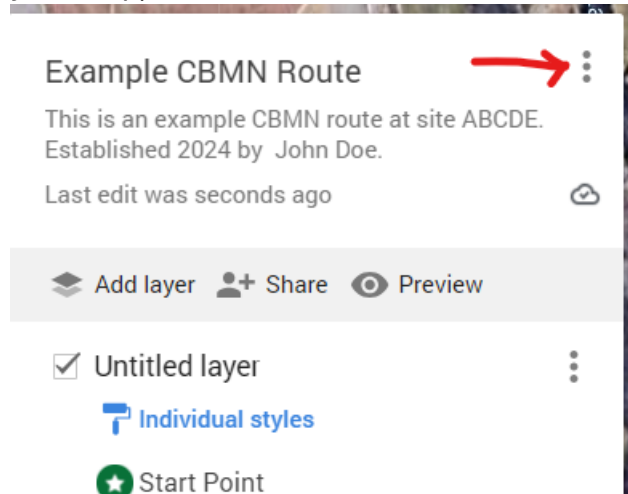 Example CBMN Route
This is an example CBMN route at site ABCDE.
Established 2024 by John Doe.
Last edit was seconds ago
Add layer Share Preview
Untitled layer
Individual styles
Start Point